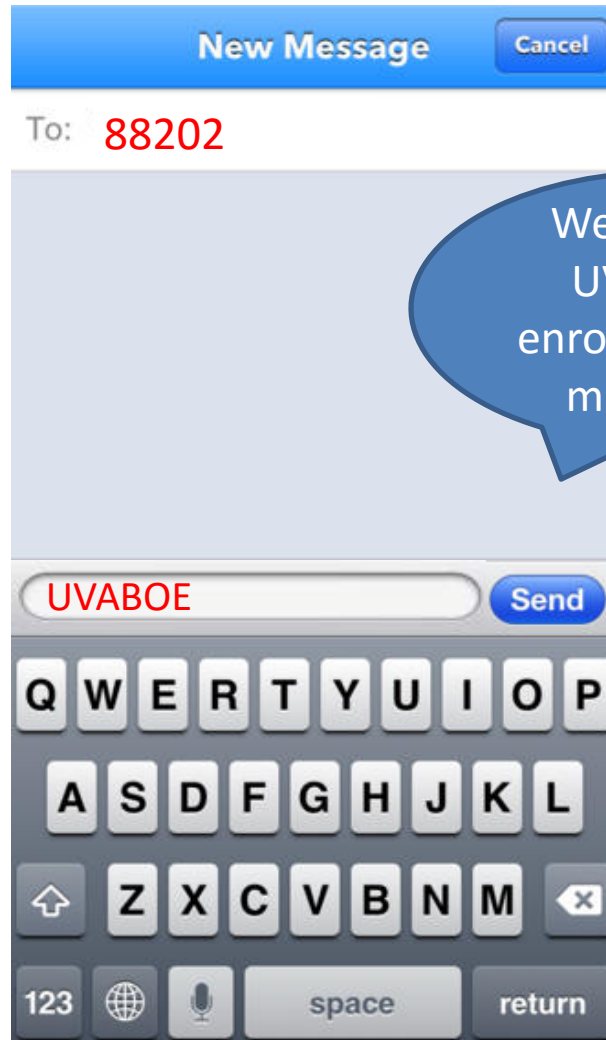 New Message Cancel
To: 88202
UVABOE Send
Q W E R T Y U I O P
A S D F G H J K L
Z X C V B N M
123 space return